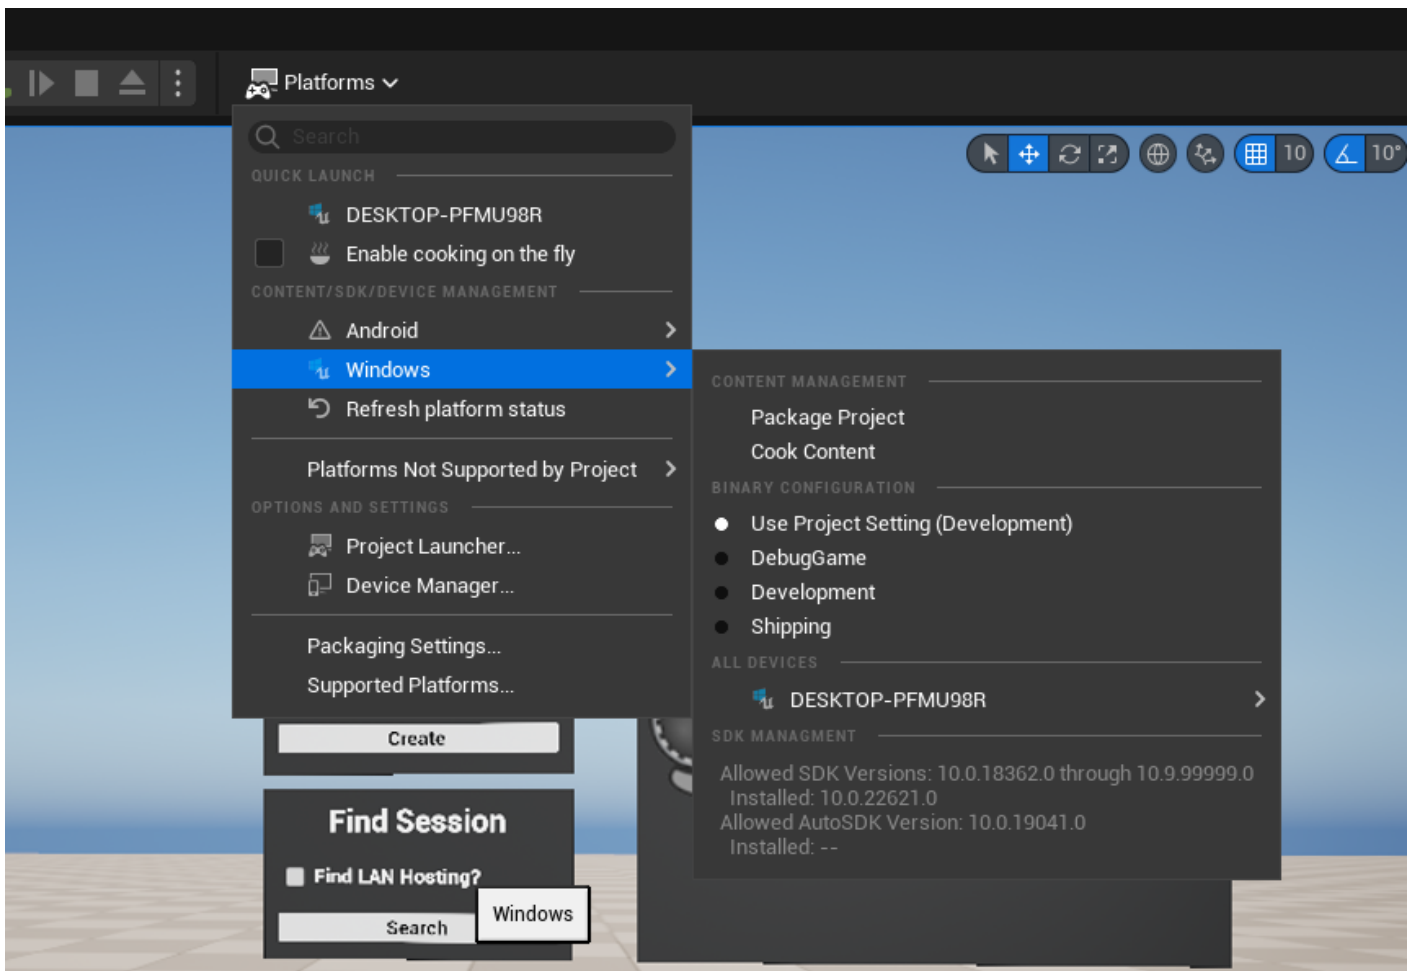 Platforms
Search
QUICK LAUNCH
DESKTOP-PFMU98R
Enable cooking on the fly
CONTENT/SDK/DEVICE MANAGEMENT
Android
Windows
Refresh platform status
Platforms Not Supported by Project
OPTIONS AND SETTINGS
Project Launcher...
Device Manager...
Packaging Settings...
Supported Platforms...
10
10°
CONTENT MANAGEMENT
Package Project
Cook Content
BINARY CONFIGURATION
Use Project Setting (Development)
DebugGame
Development
Shipping
ALL DEVICES
DESKTOP-PFMU98R
SDK MANAGMENT
Allowed SDK Versions: 10.0.18362.0 through 10.9.99999.0
Installed: 10.0.22621.0
Allowed AutoSDK Version: 10.0.19041.0
Installed: --
Create
Find Session
Find LAN Hosting?
Search
Windows